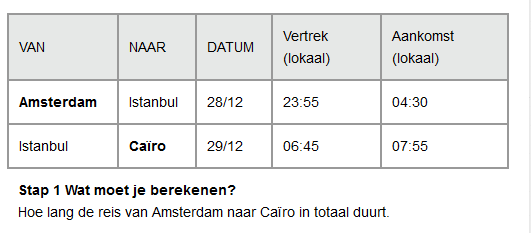 VAN NAAR DATUM Vertrek (lokaal) Aankomst (lokaal)
Amsterdam Istanbul 28/12 23:55 04:30
Istanbul Caïro 29/12 06:45 07:55
Stap 1 Wat moet je berekenen?
Hoe lang de reis van Amsterdam naar Caïro in totaal duurt.